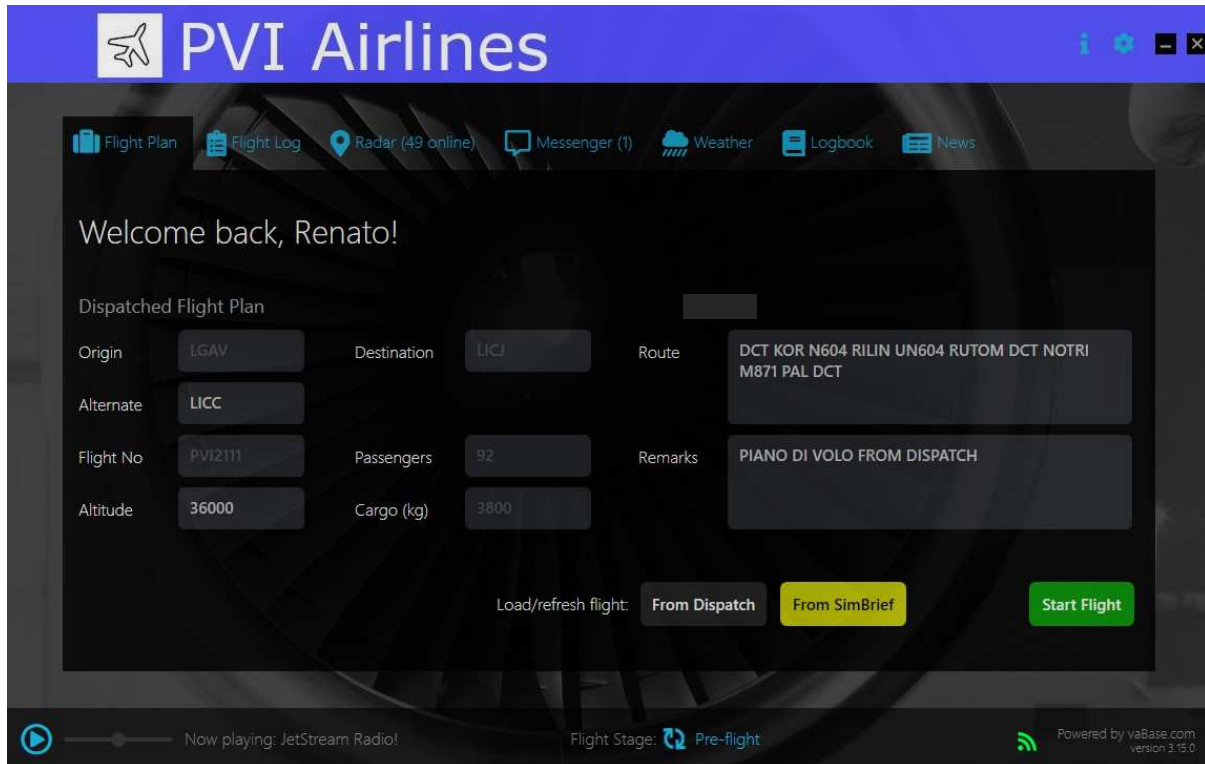 PVI Airlines
Flight Plan
Flight Log
Radar (49 online)
Messenger (1)
Weather
Logbook
News
Welcome back, Renato!
Dispatched Flight Plan
Origin LGAV Destination LICJ Route DCT KOR N604 RILIN UN604 RUTOM DCT NOTRI
M871 PAL DCT
Alternate LICC
Flight No PVI2111 Passengers 92 Remarks PIANO DI VOLO FROM DISPATCH
Altitude 36000 Cargo (kg) 3800
Load/refresh flight: From Dispatch From SimBrief Start Flight
Now playing: JetStream Radio! Flight Stage: Pre-flight Powered by vaBase.com
version 3.15.0